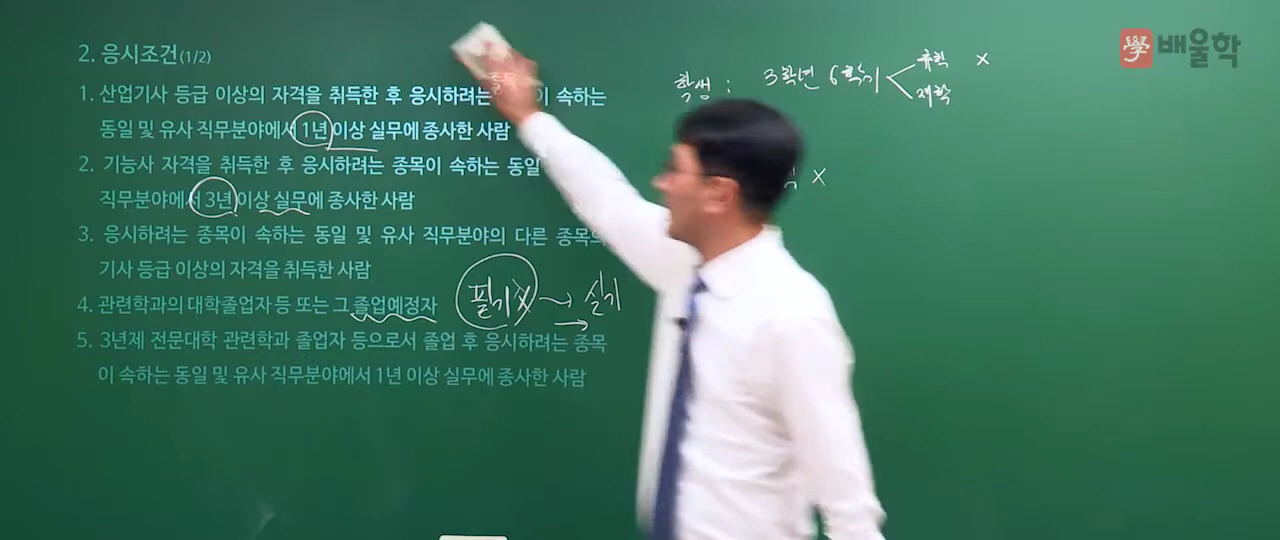 배울학
2. 응시조건(1/2)
1. 산업기사 등급 이상의 자격을 취득한 후 응시하려는 속하는
동일 및 유사 직무분야에서 1년 이상 실무에 종사한 사람
2. 기능사 자격을 취득한 후 응시하려는 종목이 속하는 동일
직무분야에서 3년 이상 실무에 종사한 사람
3. 응시하려는 종목이 속하는 동일 및 유사 직무분야의 다른
기사 등급 이상의 자격을 취득한 사람
4. 관련학과의 대학졸업자 등 또는 그 졸업예정자
5. 3년제 전문대학 관련학과 졸업자 등으로서 졸업 후 응시하려는 종목
이 속하는 동일 및 유사 직무분야에서 1년 이상 실무에 종사한 사람
필기 x → 실기
학생 : 3학년 6학기
휴학 x
재학
x